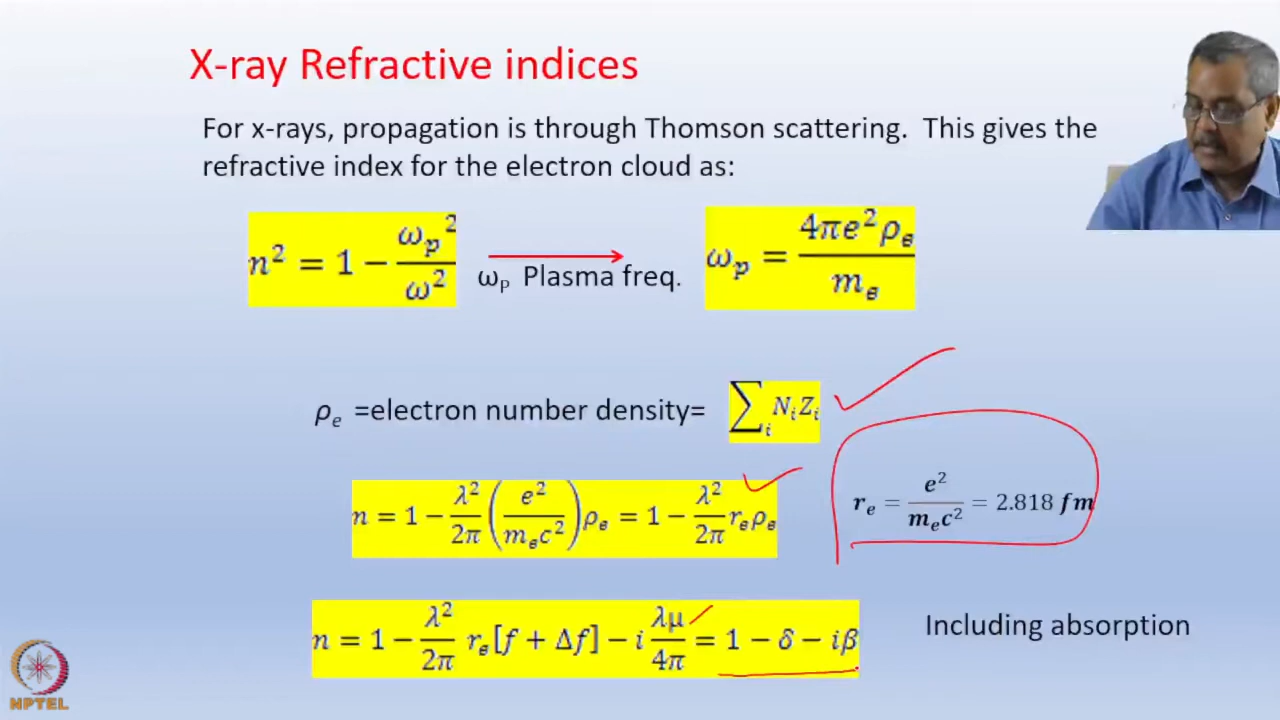 X-ray Refractive indices
For x-rays, propagation is through Thomson scattering. This gives the
refractive index for the electron cloud as:
n² = 1 − ωₚ²/ω²
ωP Plasma freq.
ωₚ = 4πe²ρₑ/mₑ
ρₑ =electron number density= ∑ᵢ NᵢZᵢ
n = 1 − λ²/2π (e²/mₑc²) ρₑ = 1 − λ²/2π rₑρₑ
rₑ = e²/mₑc² = 2.818 fm
n = 1 − λ²/2π rₑ[f + Δf] − i λμ/4π = 1 − δ − iβ
Including absorption
NPTEL